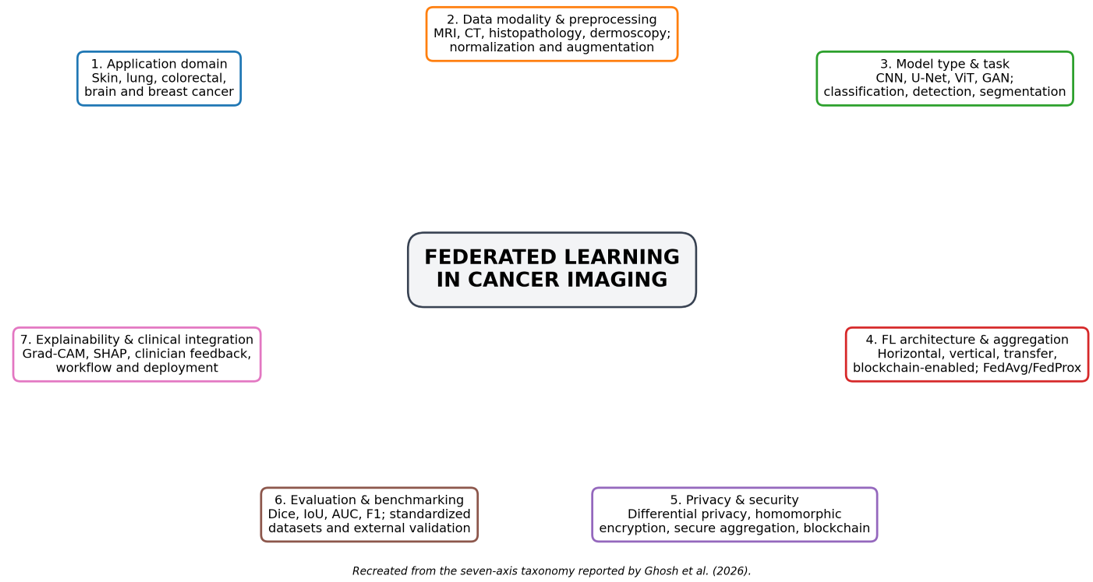 2. Data modality & preprocessing
MRI, CT, histopathology, dermoscopy;
normalization and augmentation
1. Application domain
Skin, lung, colorectal,
brain and breast cancer
3. Model type & task
CNN, U-Net, ViT, GAN;
classification, detection, segmentation
FEDERATED LEARNING
IN CANCER IMAGING
7. Explainability & clinical integration
Grad-CAM, SHAP, clinician feedback,
workflow and deployment
4. FL architecture & aggregation
Horizontal, vertical, transfer,
blockchain-enabled; FedAvg/FedProx
6. Evaluation & benchmarking
Dice, IoU, AUC, F1; standardized
datasets and external validation
5. Privacy & security
Differential privacy, homomorphic
encryption, secure aggregation, blockchain
Recreated from the seven-axis taxonomy reported by Ghosh et al. (2026).